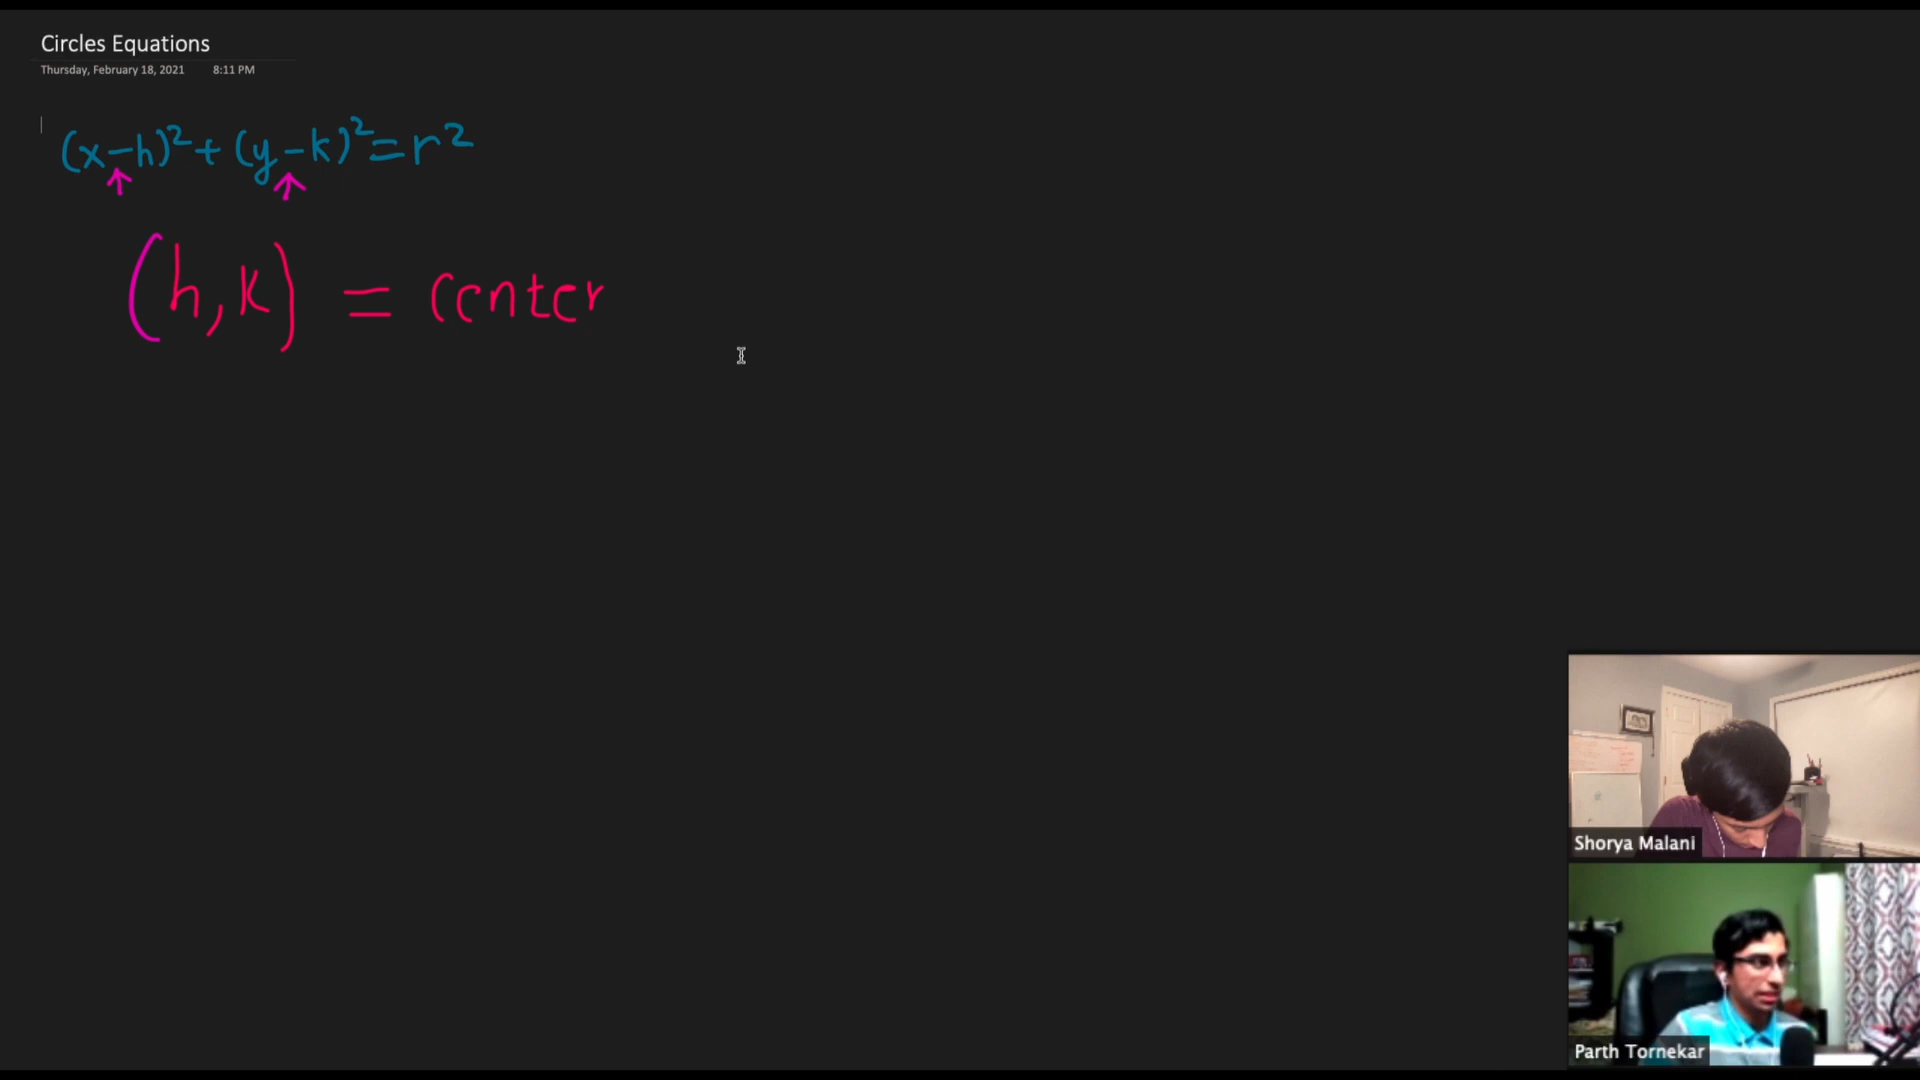 Circles Equations
Thursday, February 18, 2021 8:11 PM
(x-h)²+(y-k)²=r²
(h,k) = center
Shorya Malani
Parth Tornekar